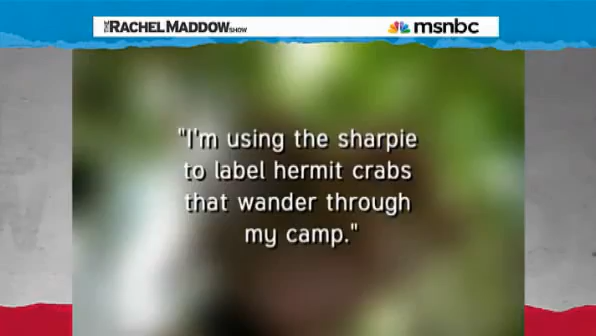 THE RACHEL MADDOW SHOW
msnbc
"I'm using the sharpie
to label hermit crabs
that wander through
my camp."